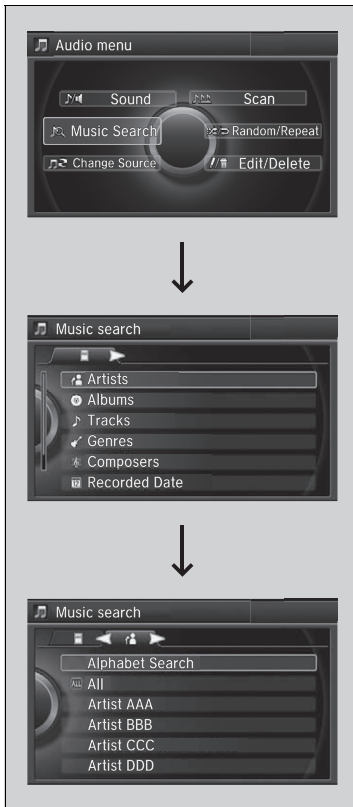 Audio menu
Sound Scan
Music Search Random/Repeat
Change Source Edit/Delete
Music search
Artists
Albums
Tracks
Genres
Composers
Recorded Date
Music search
Alphabet Search
ALL All
Artist AAA
Artist BBB
Artist CCC
Artist DDD